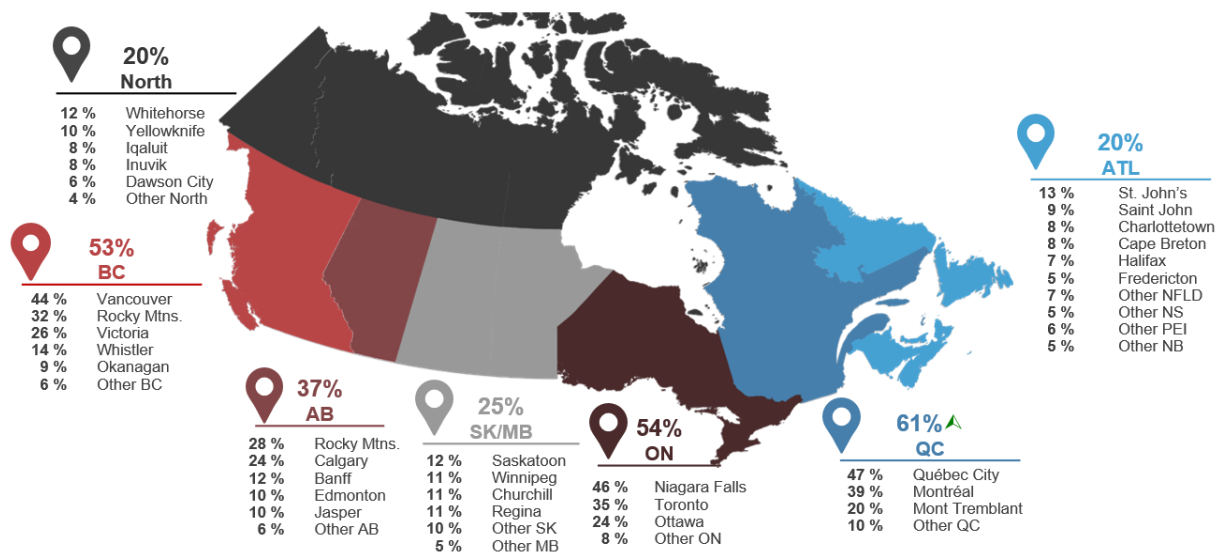 20%
North
12 % Whitehorse
10 % Yellowknife
8 % Iqaluit
8 % Inuvik
6 % Dawson City
4 % Other North
53%
BC
44 % Vancouver
32 % Rocky Mtns.
26 % Victoria
14 % Whistler
9 % Okanagan
6 % Other BC
37%
AB
28 % Rocky Mtns.
24 % Calgary
12 % Banff
10 % Edmonton
10 % Jasper
6 % Other AB
25%
SK/MB
12 % Saskatoon
11 % Winnipeg
11 % Churchill
11 % Regina
10 % Other SK
5 % Other MB
54%
ON
46 % Niagara Falls
35 % Toronto
24 % Ottawa
8 % Other ON
61%
QC
47 % Québec City
39 % Montréal
20 % Mont Tremblant
10 % Other QC
20%
ATL
13 % St. John’s
9 % Saint John
8 % Charlottetown
8 % Cape Breton
7 % Halifax
5 % Fredericton
7 % Other NFLD
5 % Other NS
6 % Other PEI
5 % Other NB